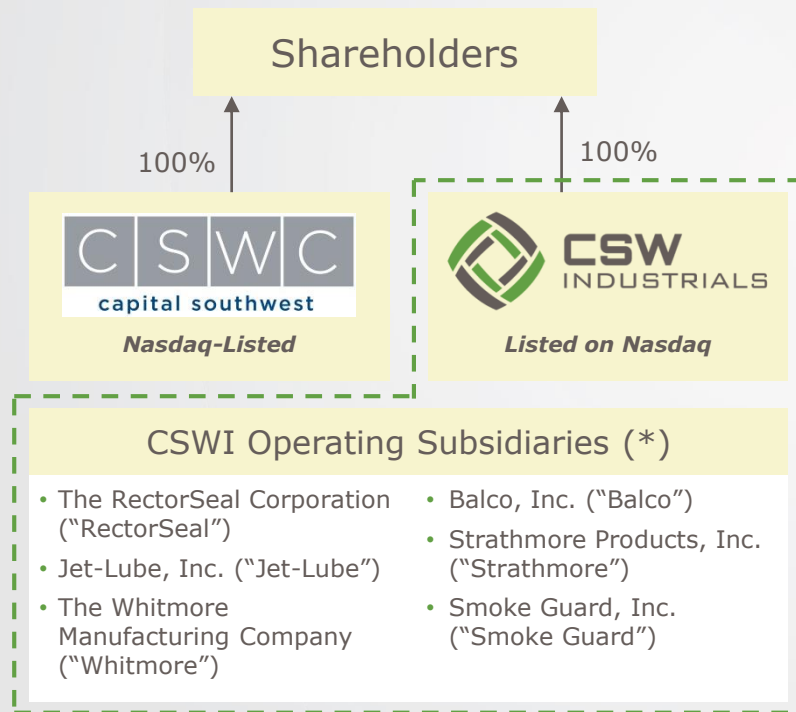 Shareholders
100%
100%
CSWC
capital southwest
Nasdaq-Listed
CSW
INDUSTRIALS
Listed on Nasdaq
CSWI Operating Subsidiaries (*)
• The RectorSeal Corporation
(“RectorSeal”)
• Jet-Lube, Inc. (“Jet-Lube”)
• The Whitmore
Manufacturing Company
(“Whitmore”)
• Balco, Inc. (“Balco”)
• Strathmore Products, Inc.
(“Strathmore”)
• Smoke Guard, Inc.
(“Smoke Guard”)